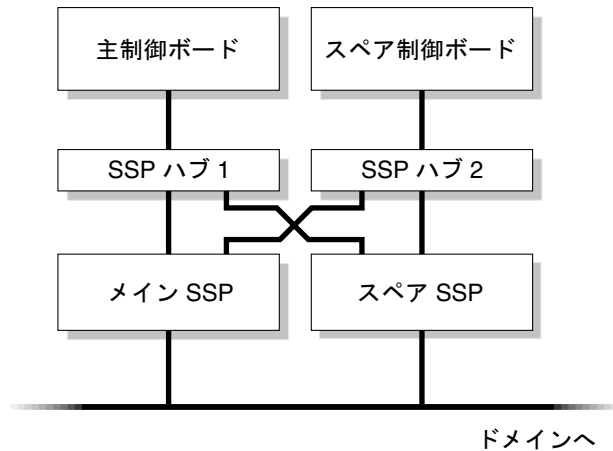 主制御ボード
スペア制御ボード
SSP ハブ 1
SSP ハブ 2
メイン SSP
スペア SSP
ドメインへ